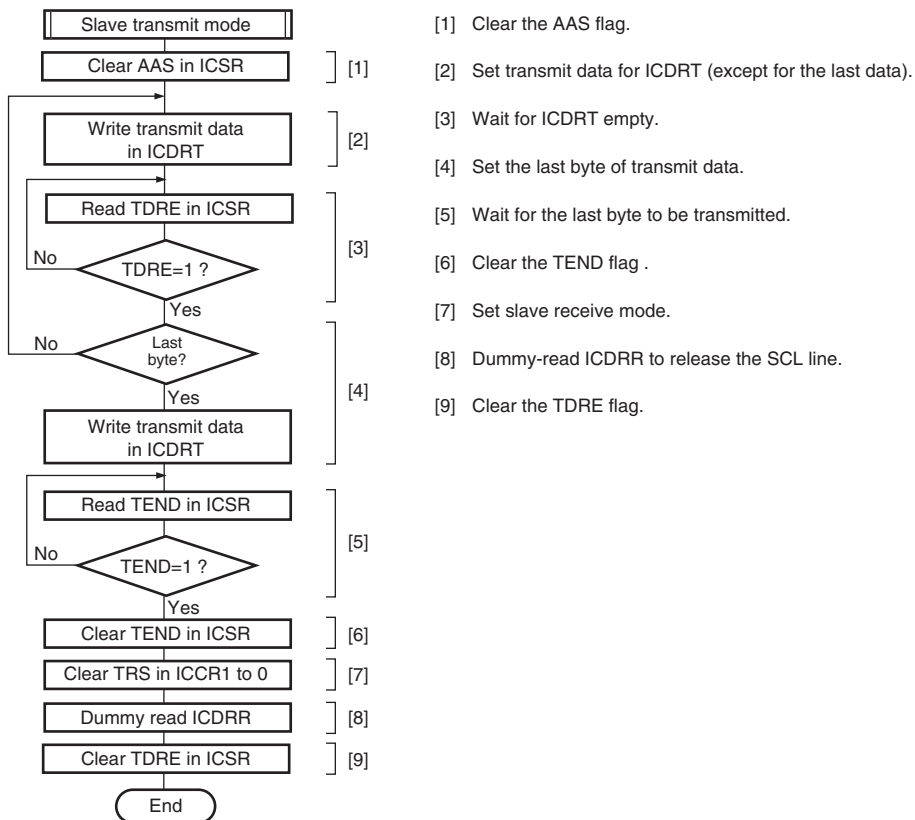 Slave transmit mode
Clear AAS in ICSR
[1]
Write transmit data
in ICDRT
[2]
Read TDRE in ICSR
No
TDRE=1 ?
[3]
Yes
No
Last
byte?
Yes
[4]
Write transmit data
in ICDRT
Read TEND in ICSR
No
TEND=1 ?
[5]
Yes
Clear TEND in ICSR
[6]
Clear TRS in ICCR1 to 0
[7]
Dummy read ICDRR
[8]
Clear TDRE in ICSR
[9]
End
[1] Clear the AAS flag.
[2] Set transmit data for ICDRT (except for the last data).
[3] Wait for ICDRT empty.
[4] Set the last byte of transmit data.
[5] Wait for the last byte to be transmitted.
[6] Clear the TEND flag .
[7] Set slave receive mode.
[8] Dummy-read ICDRR to release the SCL line.
[9] Clear the TDRE flag.